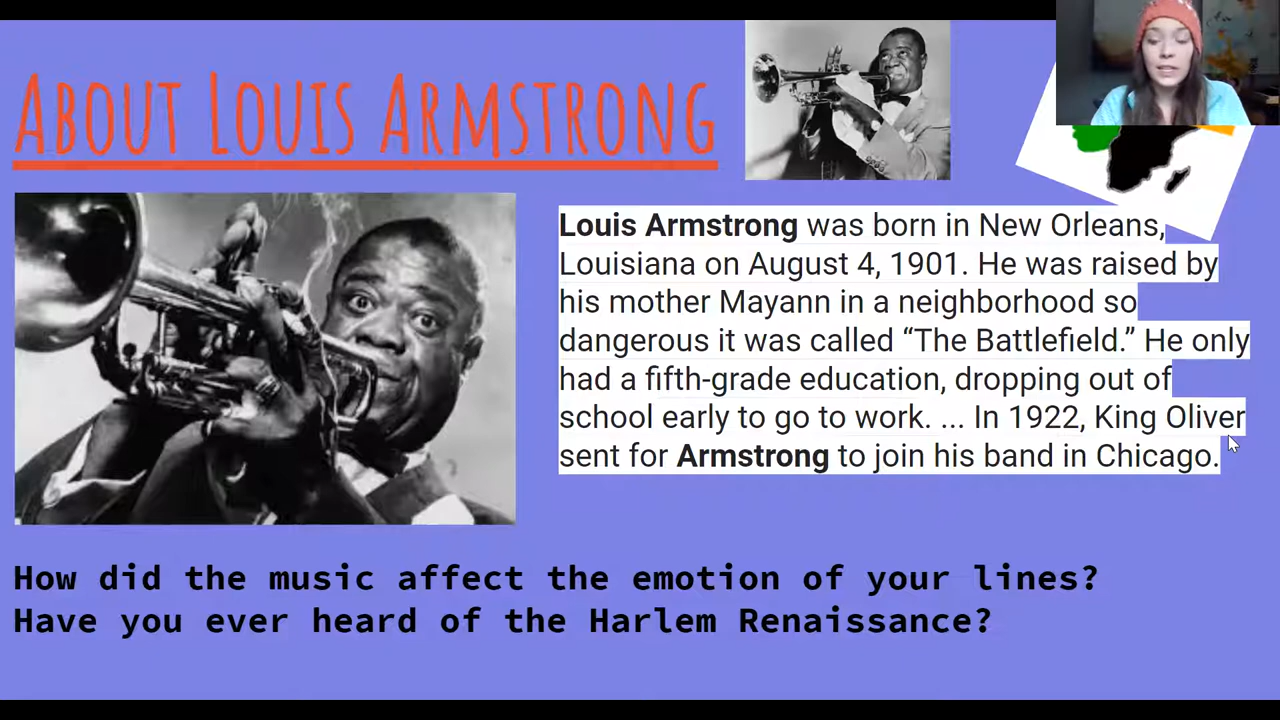 About Louis Armstrong
Louis Armstrong was born in New Orleans,
Louisiana on August 4, 1901. He was raised by
his mother Mayann in a neighborhood so
dangerous it was called “The Battlefield.” He only
had a fifth-grade education, dropping out of
school early to go to work. ... In 1922, King Oliver
sent for Armstrong to join his band in Chicago.
How did the music affect the emotion of your lines?
Have you ever heard of the Harlem Renaissance?